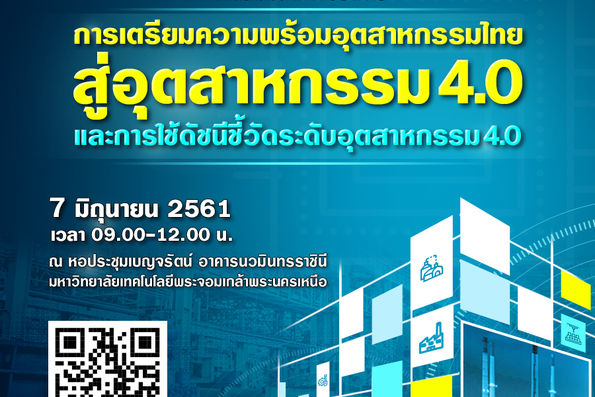 การเตรียมความพร้อมอุตสาหกรรมไทย
สู่อุตสาหกรรม 4.0
และการใช้ดัชนีชี้วัดระดับอุตสาหกรรม 4.0
7 มิถุนายน 2561
เวลา 09.00-12.00 น.
ณ หอประชุมเบญจรัตน์ อาคารนวมินทรราชินี
มหาวิทยาลัยเทคโนโลยีพระจอมเกล้าพระนครเหนือ